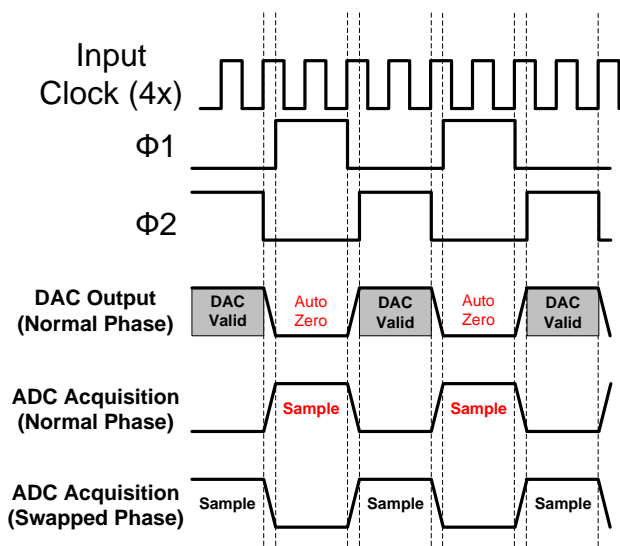 Input
Clock (4x)
Φ1
Φ2
DAC Output
(Normal Phase)
DAC
Valid
Auto
Zero
DAC
Valid
Auto
Zero
DAC
Valid
ADC Acquisition
(Normal Phase)
Sample
Sample
ADC Acquisition
(Swapped Phase)
Sample
Sample
Sample